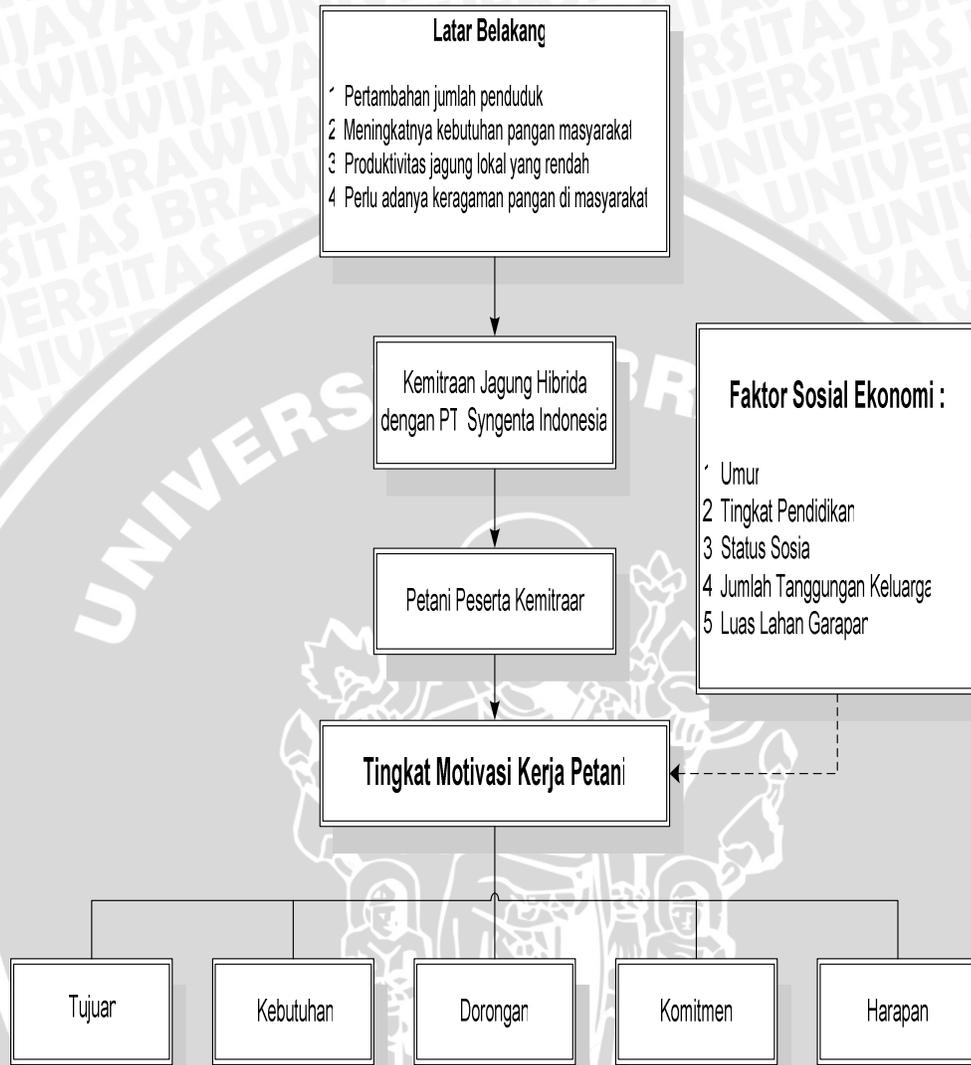 Latar Belakang
1 Pertambahan jumlah penduduk
2 Meningkatnya kebutuhan pangan masyarakat
3 Produktivitas jagung lokal yang rendah
4 Perlu adanya keragaman pangan di masyarakat
Kemitraan Jagung Hibrida
dengan PT Syngenta Indonesia
Faktor Sosial Ekonomi :
1 Umur
2 Tingkat Pendidikan
3 Status Sosia
4 Jumlah Tanggungan Keluarga
5 Luas Lahan Garapan
Petani Peserta Kemitraan
Tingkat Motivasi Kerja Petani
Tujuan
Kebutuhan
Dorongan
Komitmen
Harapan